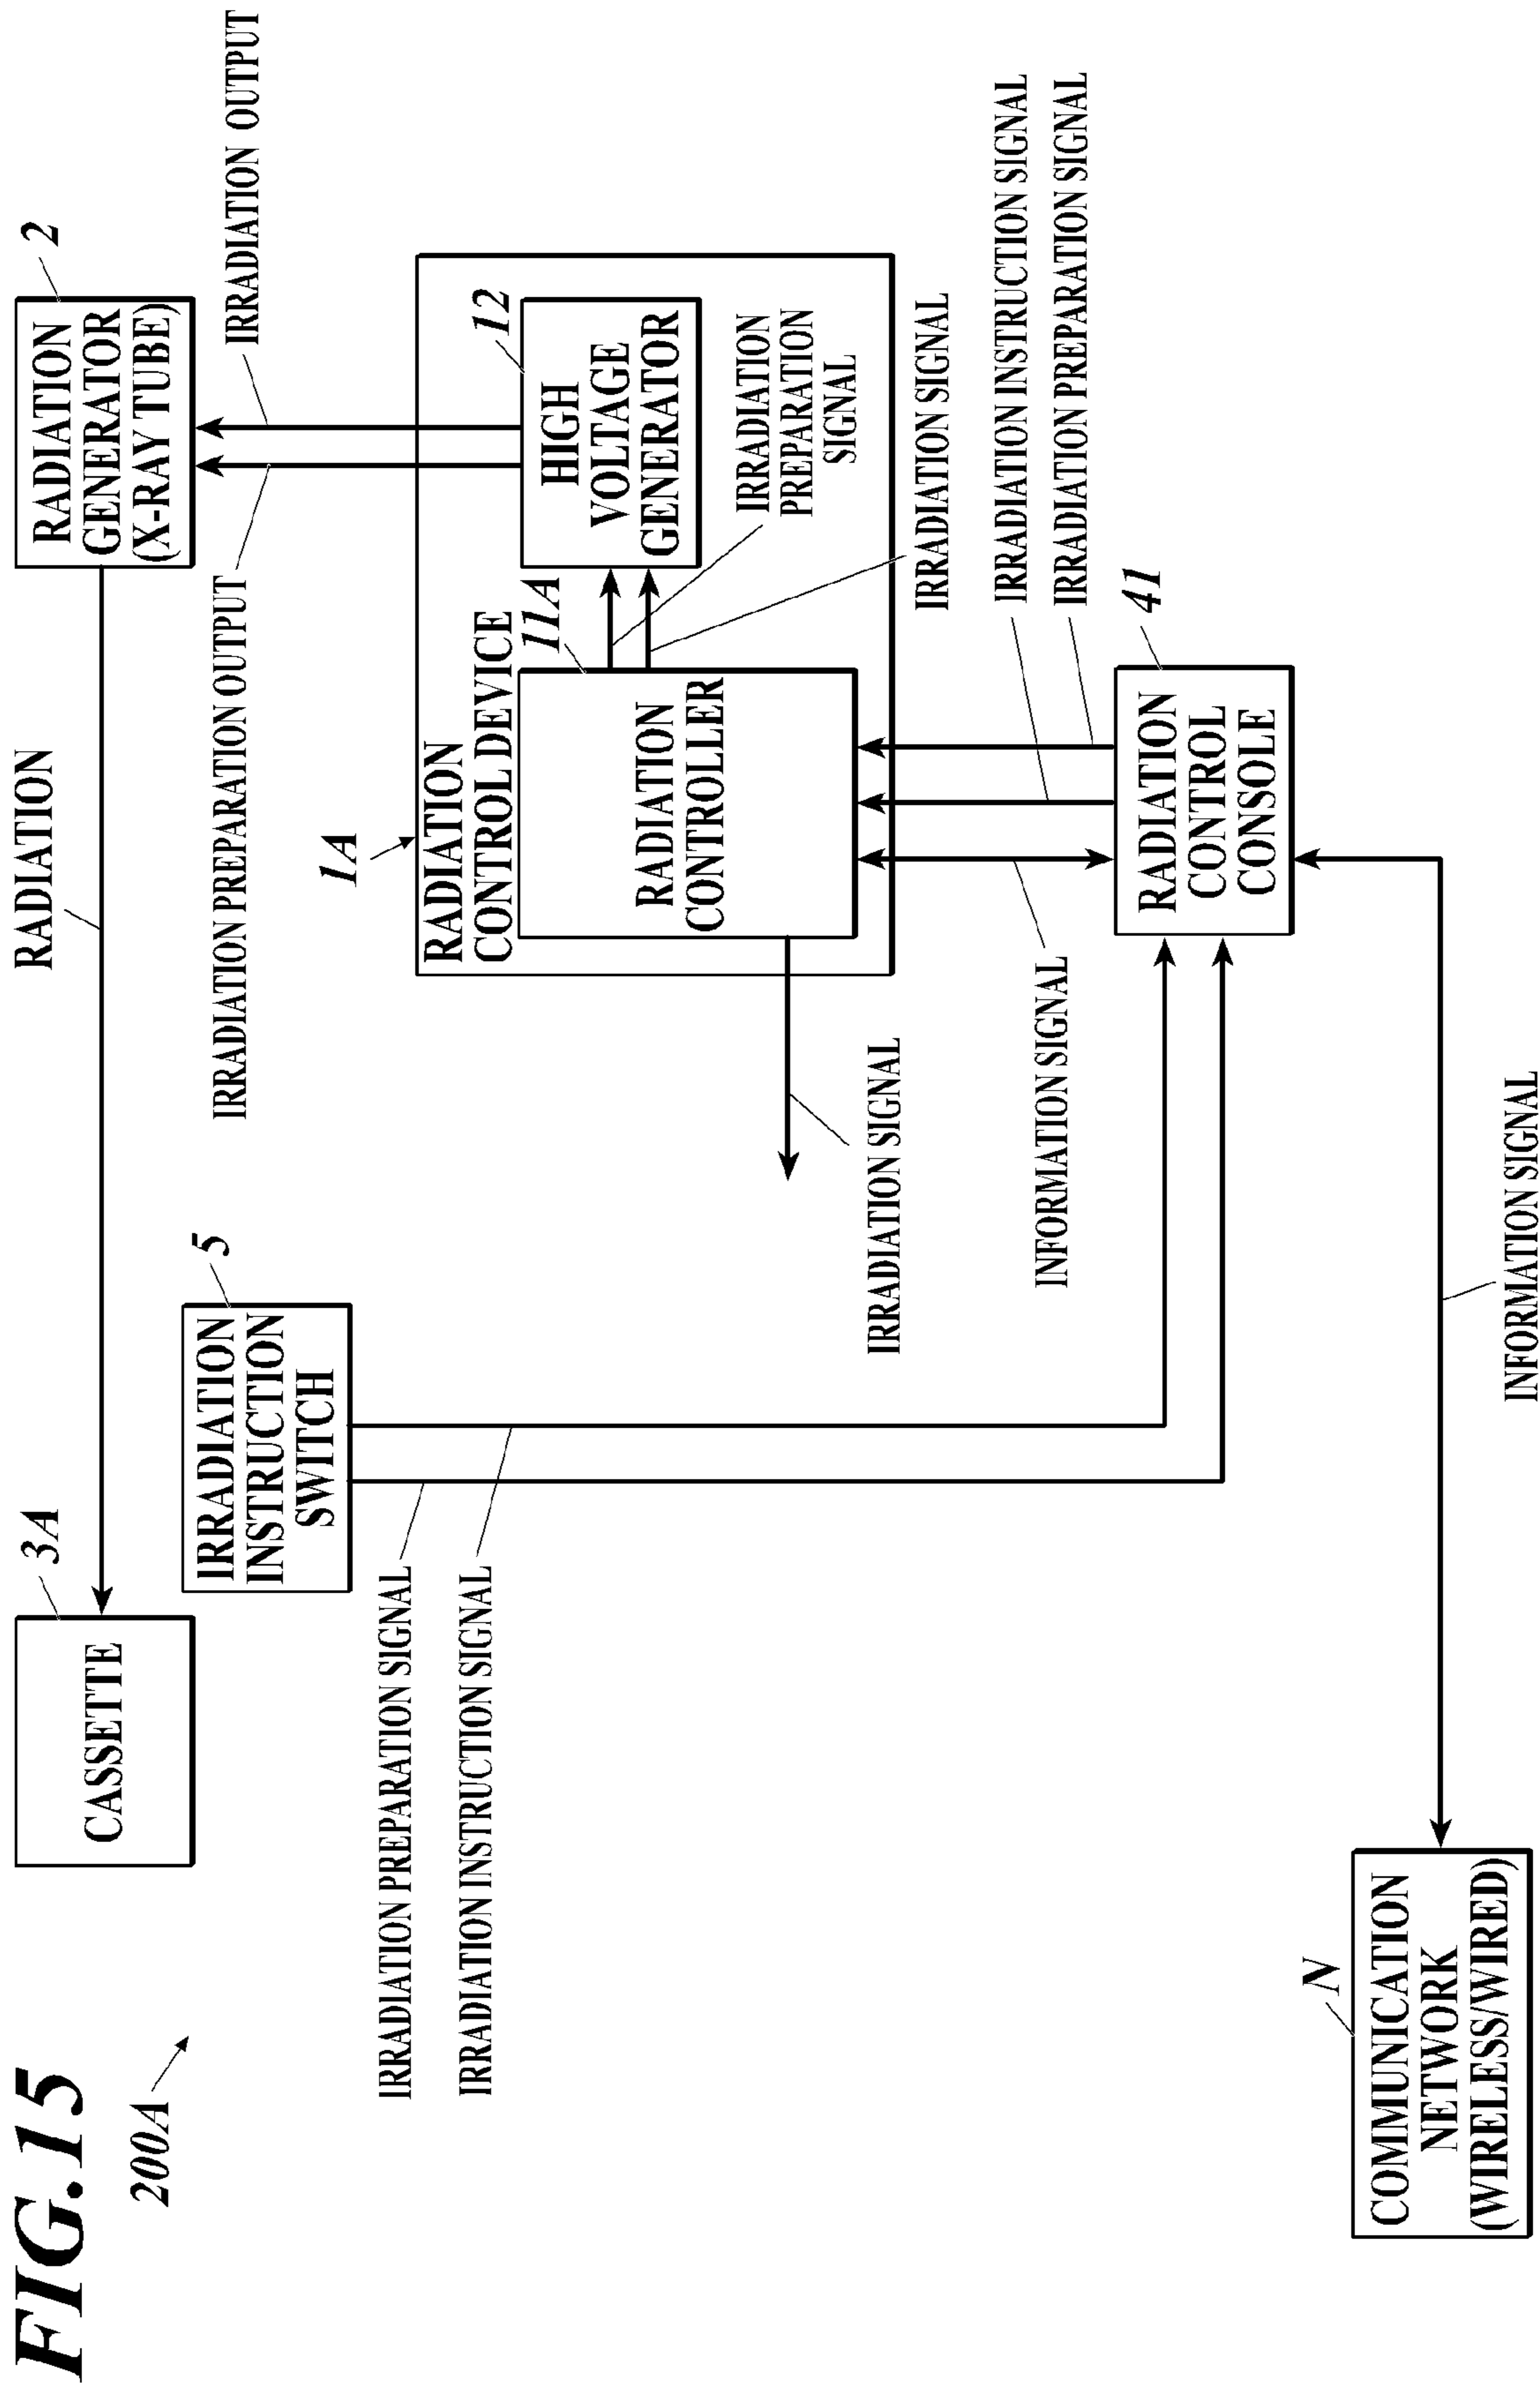 FIG.15
200A
CASSETTE
3A
RADIATION
RADIATION
GENERATOR
(X-RAY TUBE)
2
IRRADIATION
INSTRUCTION
SWITCH
5
IRRADIATION PREPARATION OUTPUT
IRRADIATION OUTPUT
IRRADIATION PREPARATION SIGNAL
IRRADIATION INSTRUCTION SIGNAL
1A
RADIATION
CONTROL DEVICE
11A
RADIATION
CONTROLLER
12
HIGH
VOLTAGE
GENERATOR
IRRADIATION
PREPARATION
SIGNAL
IRRADIATION SIGNAL
IRRADIATION SIGNAL
INFORMATION SIGNAL
IRRADIATION INSTRUCTION SIGNAL
IRRADIATION PREPARATION SIGNAL
41
RADIATION
CONTROL
CONSOLE
N
COMMUNICATION
NETWORK
(WIRELESS/WIRED)
INFORMATION SIGNAL